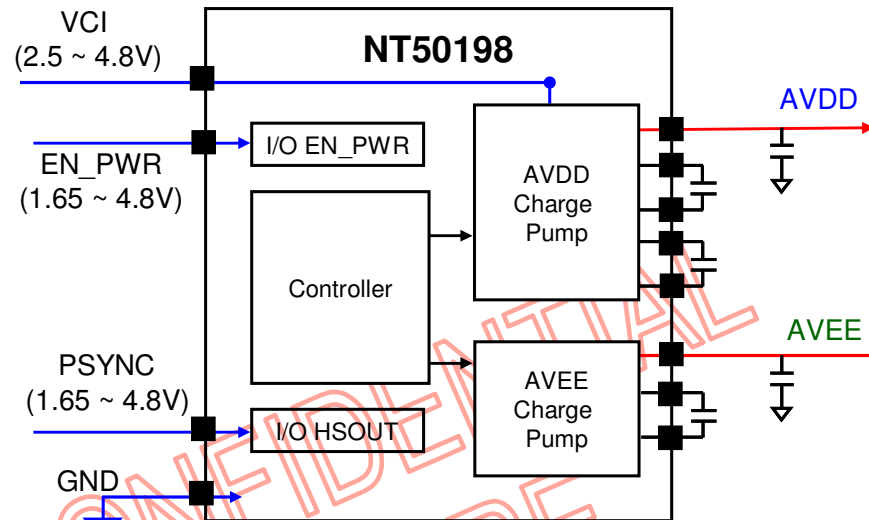 VCI
(2.5 ~ 4.8V)
NT50198
AVDD
I/O EN_PWR
EN_PWR
(1.65 ~ 4.8V)
AVDD
Charge
Pump
Controller
AVEE
PSYNC
(1.65 ~ 4.8V)
AVEE
Charge
Pump
I/O HSOUT
GND
CONFIDENTIAL